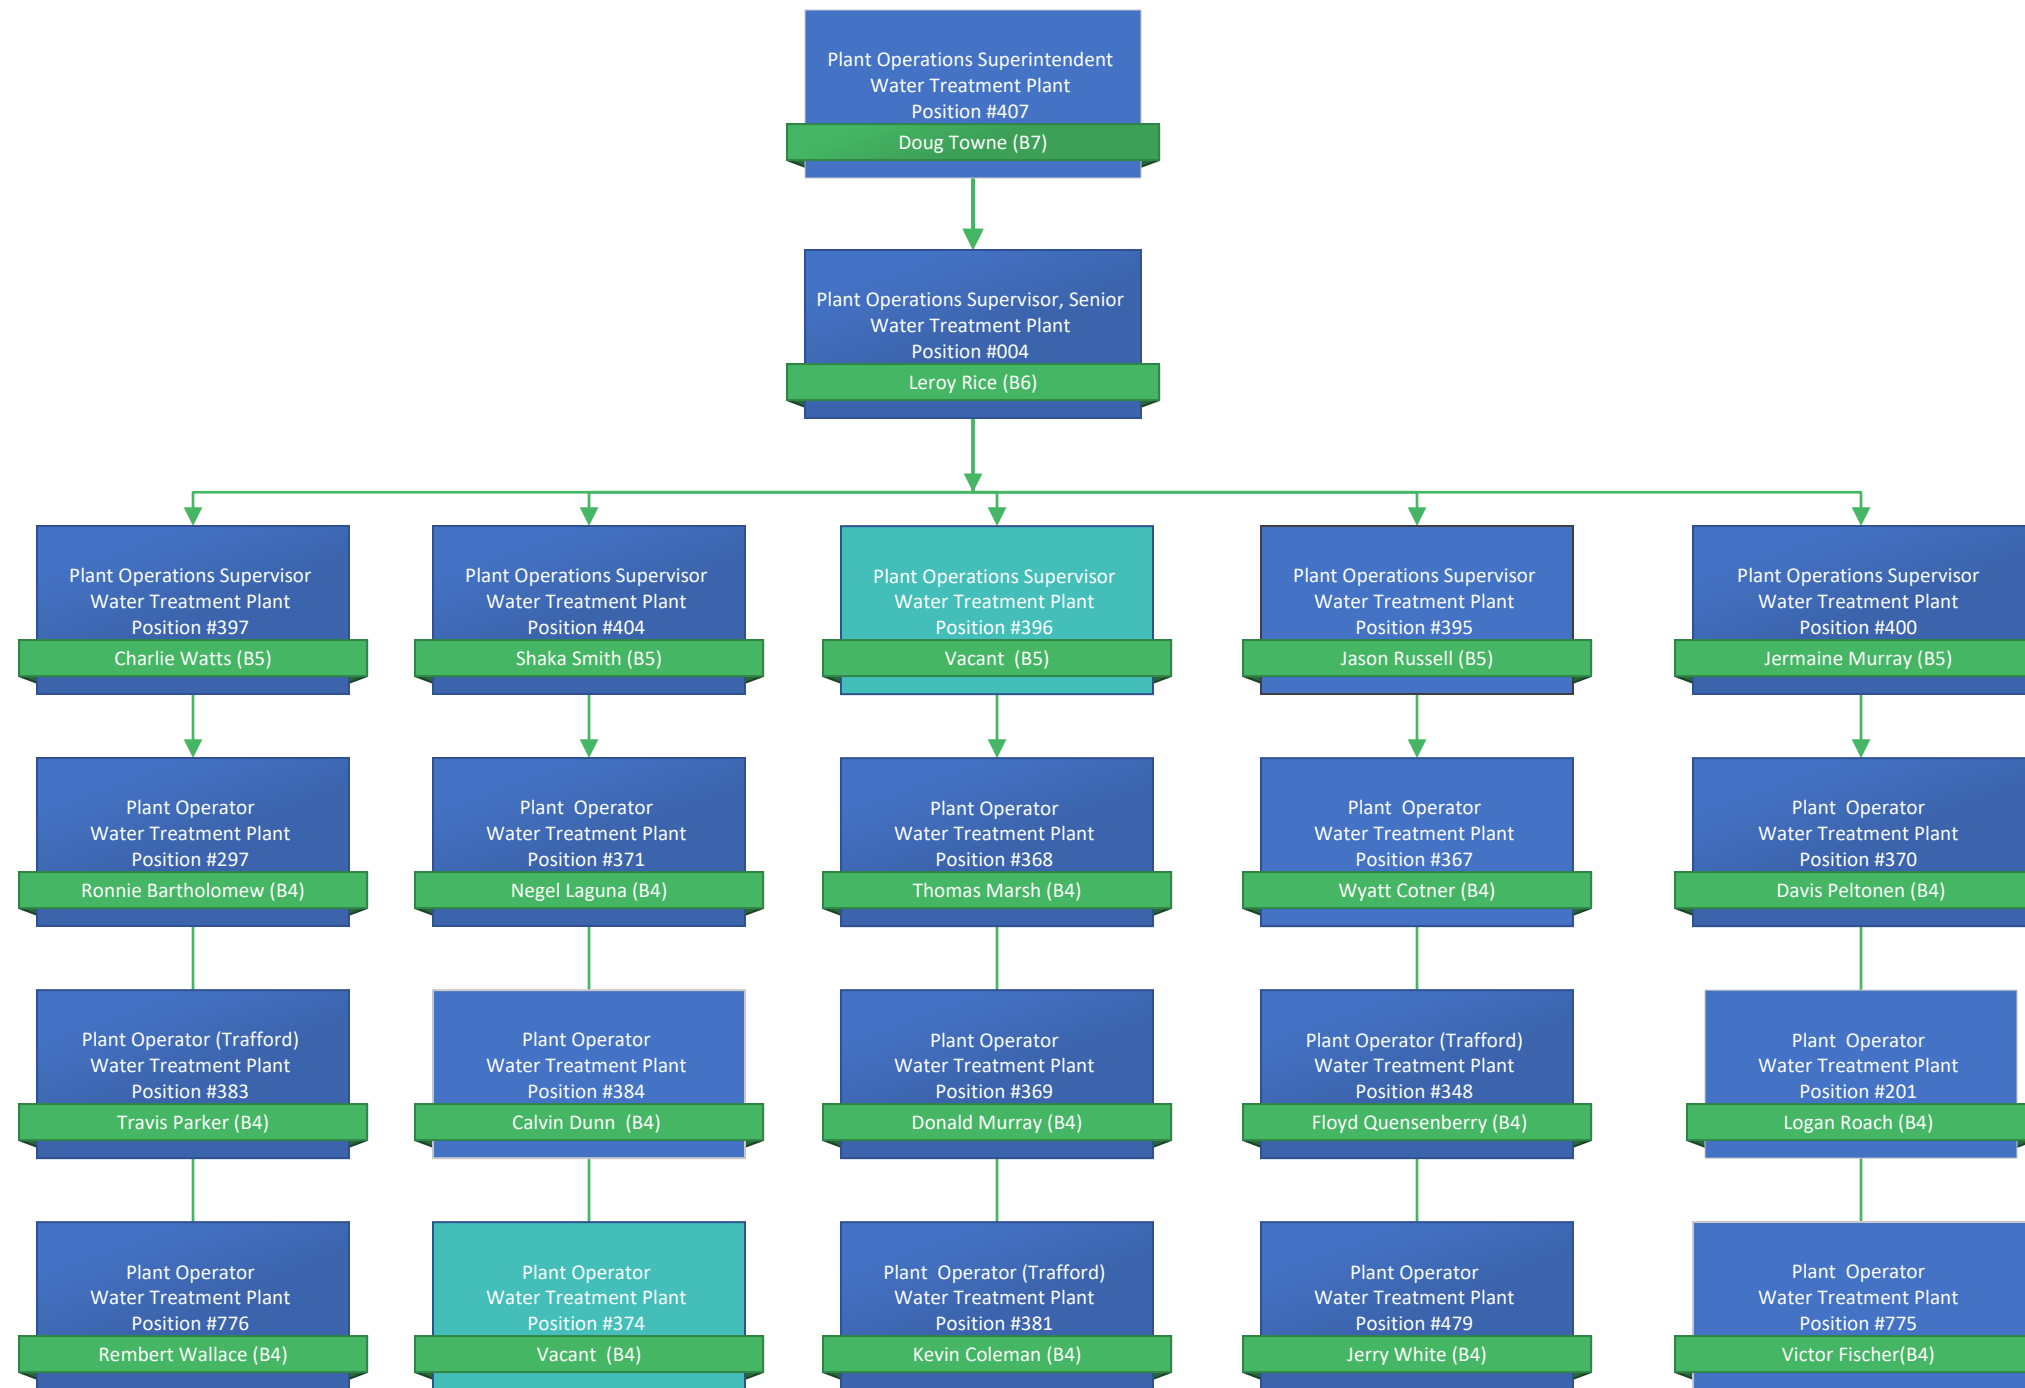 Plant Operations Superintendent
Water Treatment Plant
Position #407
Doug Towne (B7)
Plant Operations Supervisor, Senior
Water Treatment Plant
Position #004
Leroy Rice (B6)
Plant Operations Supervisor
Water Treatment Plant
Position #397
Charlie Watts (B5)
Plant Operations Supervisor
Water Treatment Plant
Position #404
Shaka Smith (B5)
Plant Operations Supervisor
Water Treatment Plant
Position #396
Vacant  (B5)
Plant Operations Supervisor
Water Treatment Plant
Position #395
Jason Russell (B5)
Plant Operations Supervisor
Water Treatment Plant
Position #400
Jermaine Murray (B5)
Plant Operator
Water Treatment Plant
Position #297
Ronnie Bartholomew (B4)
Plant  Operator
Water Treatment Plant
Position #371
Negel Laguna (B4)
Plant Operator
Water Treatment Plant
Position #368
Thomas Marsh (B4)
Plant  Operator
Water Treatment Plant
Position #367
Wyatt Cotner (B4)
Plant  Operator
Water Treatment Plant
Position #370
Davis Peltonen (B4)
Plant Operator (Trafford)
Water Treatment Plant
Position #383
Travis Parker (B4)
Plant Operator
Water Treatment Plant
Position #384
Calvin Dunn  (B4)
Plant Operator
Water Treatment Plant
Position #369
Donald Murray (B4)
Plant Operator (Trafford)
Water Treatment Plant
Position #348
Floyd Quensenberry (B4)
Plant  Operator
Water Treatment Plant
Position #201
Logan Roach (B4)
Plant Operator
Water Treatment Plant
Position #776
Rembert Wallace (B4)
Plant Operator
Water Treatment Plant
Position #374
Vacant  (B4)
Plant  Operator (Trafford)
Water Treatment Plant
Position #381
Kevin Coleman (B4)
Plant Operator
Water Treatment Plant
Position #479
Jerry White (B4)
Plant  Operator
Water Treatment Plant
Position #775
Victor Fischer(B4)